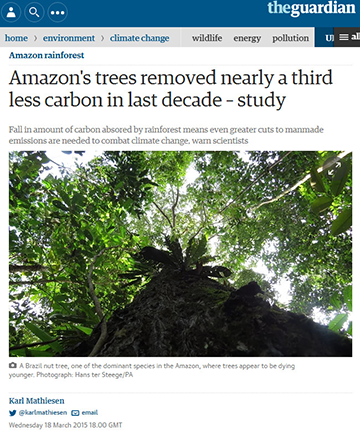 theguardian
home › environment › climate change wildlife energy pollution all
Amazon rainforest
Amazon's trees removed nearly a third
less carbon in last decade – study
Fall in amount of carbon absored by rainforest means even greater cuts to manmade
emissions are needed to combat climate change, warn scientists
A Brazil nut tree, one of the dominant species in the Amazon, where trees appear to be dying
younger. Photograph: Hans ter Steege/PA
Karl Mathiesen
@karlmathiesen email
Wednesday 18 March 2015 18.00 GMT